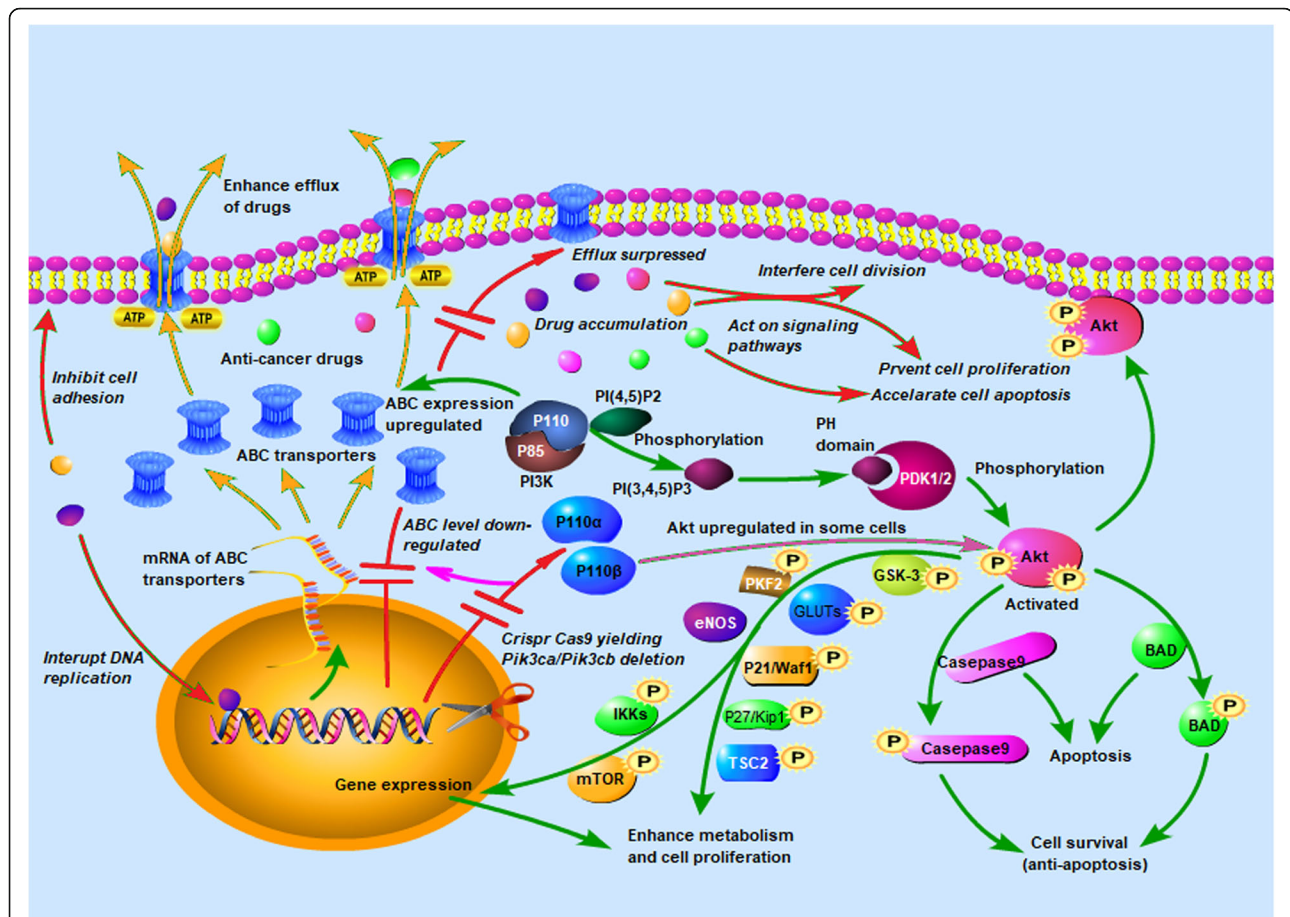 Enhance efflux
of drugs
ATP
ATP
ATP
ATP
Efflux surpressed
Interfere cell division
Drug accumulation
Act on signaling
pathways
P
P
Akt
Anti-cancer drugs
Prvent cell proliferation
Accelarate cell apoptosis
Inhibit cell
adhesion
ABC expression
upregulated
PI(4,5)P2
P110
P85
PI3K
Phosphorylation
PI(3,4,5)P3
PH
domain
PDK1/2
Phosphorylation
ABC transporters
mRNA of ABC
transporters
ABC level down-
regulated
P110α
P110β
Akt upregulated in some cells
Akt
P
P
Activated
P
PKF2
GSK-3
P
GLUTs
P
eNOS
P21/Waf1
P
Crispr Cas9 yielding
Pik3ca/Pik3cb deletion
Interupt DNA
replication
P
IKKs
P27/Kip1
P
TSC2
P
P
mTOR
Gene expression
Casepase9
BAD
P
BAD
P
Casepase9
Apoptosis
Enhance metabolism
and cell proliferation
Cell survival
(anti-apoptosis)